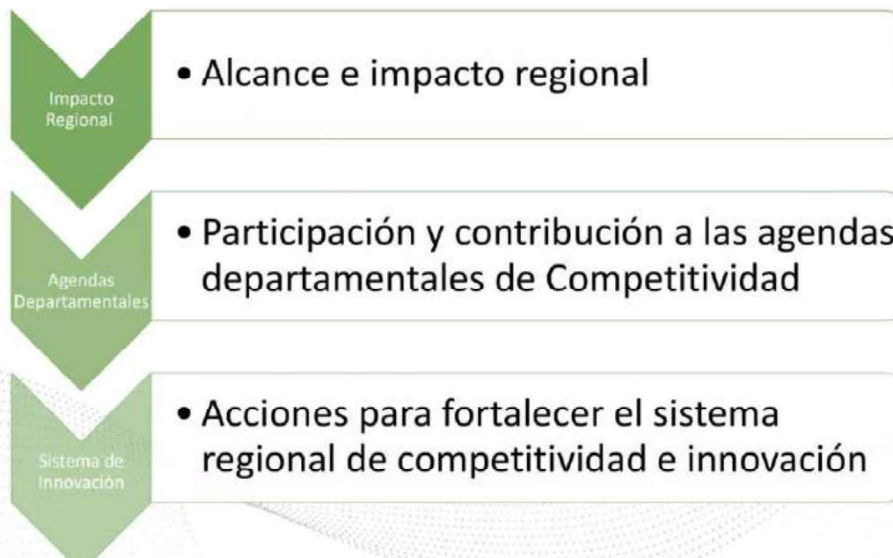 Impacto
Regional
• Alcance e impacto regional
Agendas
Departamentales
• Participación y contribución a las agendas
departamentales de Competitividad
Sistema de
Innovación
• Acciones para fortalecer el sistema
regional de competitividad e innovación